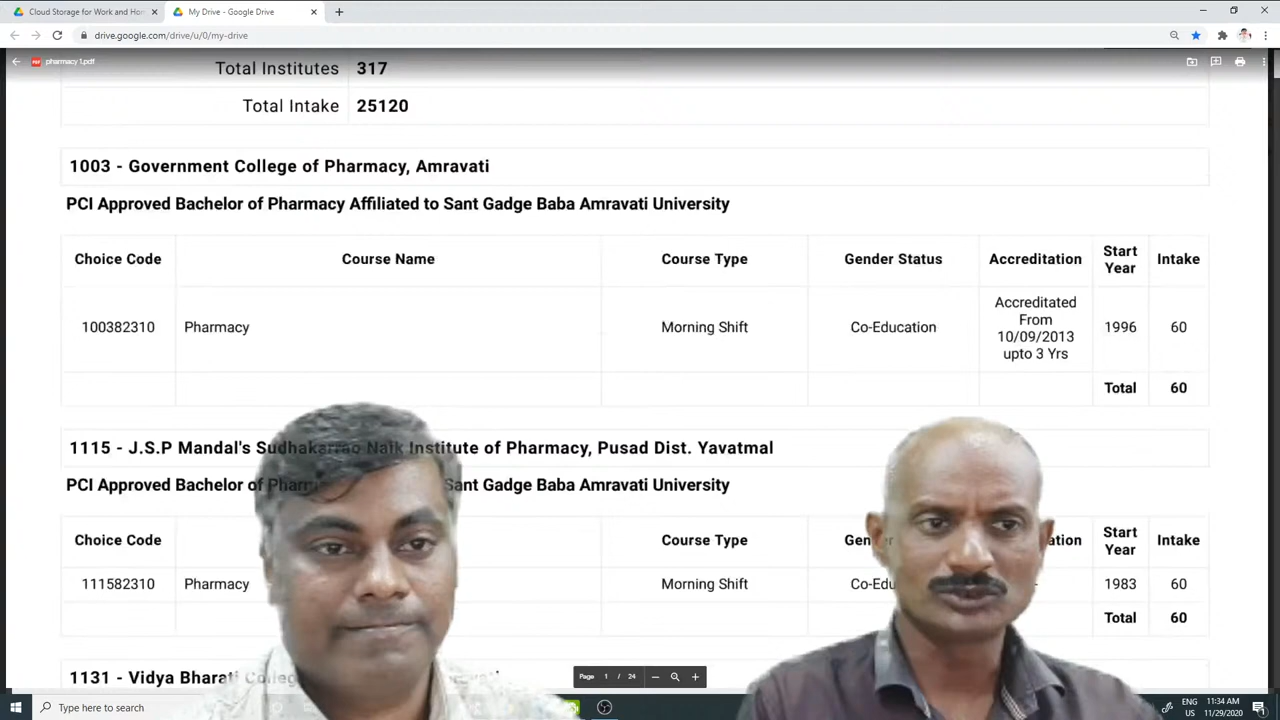 Cloud Storage for Work and Hom
My Drive - Google Drive
drive.google.com/drive/u/0/my-drive
PDF pharmacy 1.pdf
Total Institutes 317
Total Intake 25120
1003 - Government College of Pharmacy, Amravati
PCI Approved Bachelor of Pharmacy Affiliated to Sant Gadge Baba Amravati University
Choice Code Course Name Course Type Gender Status Accreditation Start Year Intake
100382310 Pharmacy Morning Shift Co-Education Accreditated From 10/09/2013 upto 3 Yrs 1996 60
Total 60
1115 - J.S.P Mandal's Sudhakarrao Naik Institute of Pharmacy, Pusad Dist. Yavatmal
PCI Approved Bachelor of Sant Gadge Baba Amravati University
Choice Code Course Type Start Year Intake
111582310 Pharmacy Morning Shift 1983 60
Total 60
1131 - Vidya Bharati
Page 1 / 24
Type here to search
ENG
US
11:34 AM
11/29/2020